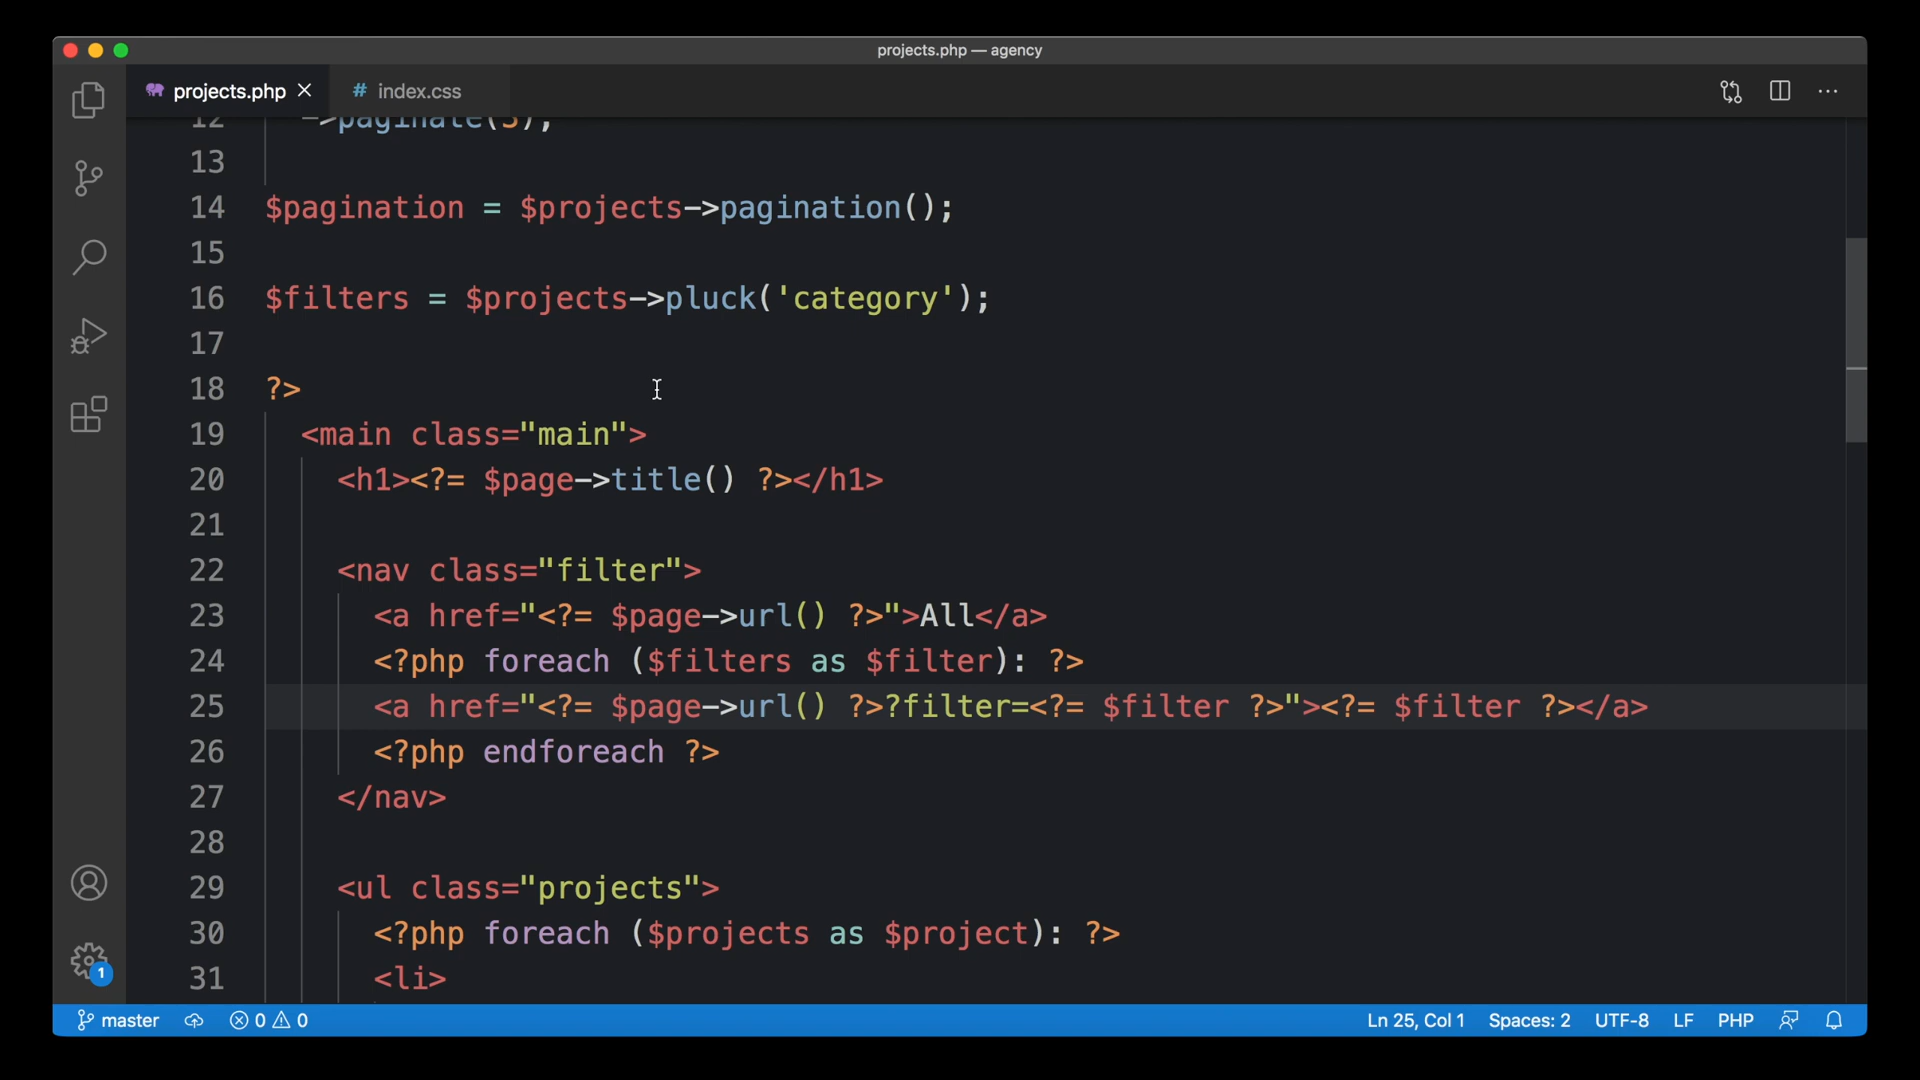 projects.php — agency
projects.php
# index.css
12 ->paginate(5);
13
14 $pagination = $projects->pagination();
15
16 $filters = $projects->pluck('category');
17
18 ?>
19 <main class="main">
20 <h1><?= $page->title() ?></h1>
21
22 <nav class="filter">
23 <a href="<?= $page->url() ?>">All</a>
24 <?php foreach ($filters as $filter): ?>
25 <a href="<?= $page->url() ?>?filter=<?= $filter ?>"><?= $filter ?></a>
26 <?php endforeach ?>
27 </nav>
28
29 <ul class="projects">
30 <?php foreach ($projects as $project): ?>
31 <li>
1
master 0 0 Ln 25, Col 1 Spaces: 2 UTF-8 LF PHP